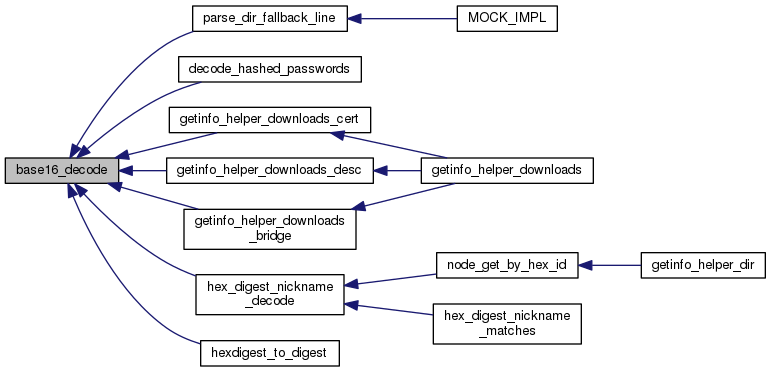 parse_dir_fallback_line
MOCK_IMPL
decode_hashed_passwords
getinfo_helper_downloads_cert
base16_decode
getinfo_helper_downloads_desc
getinfo_helper_downloads
getinfo_helper_downloads
_bridge
node_get_by_hex_id
getinfo_helper_dir
hex_digest_nickname
_decode
hex_digest_nickname
_matches
hexdigest_to_digest